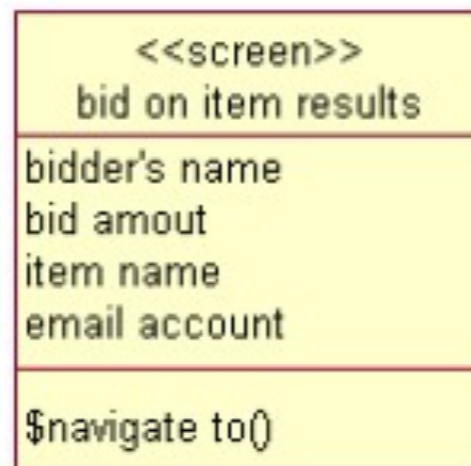 <<screen>>
bid on item results
bidder's name
bid amout
item name
email account
$navigate to()